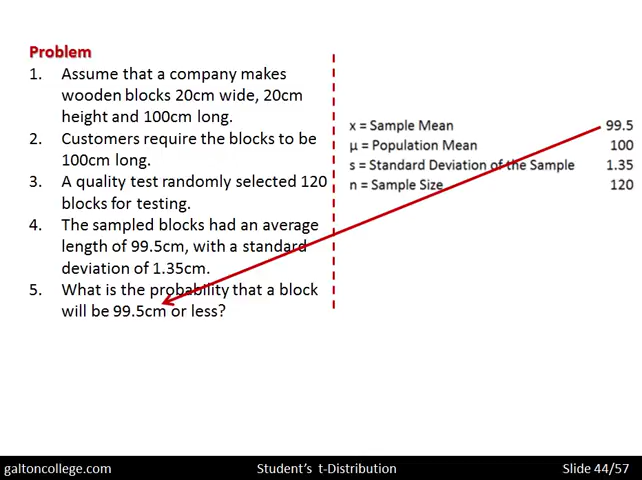 Problem
1. Assume that a company makes
wooden blocks 20cm wide, 20cm
height and 100cm long.
2. Customers require the blocks to be
100cm long.
3. A quality test randomly selected 120
blocks for testing.
4. The sampled blocks had an average
length of 99.5cm, with a standard
deviation of 1.35cm.
5. What is the probability that a block
will be 99.5cm or less?
x = Sample Mean 99.5
μ = Population Mean 100
s = Standard Deviation of the Sample 1.35
n = Sample Size 120
galtoncollege.com Student's t-Distribution Slide 44/57